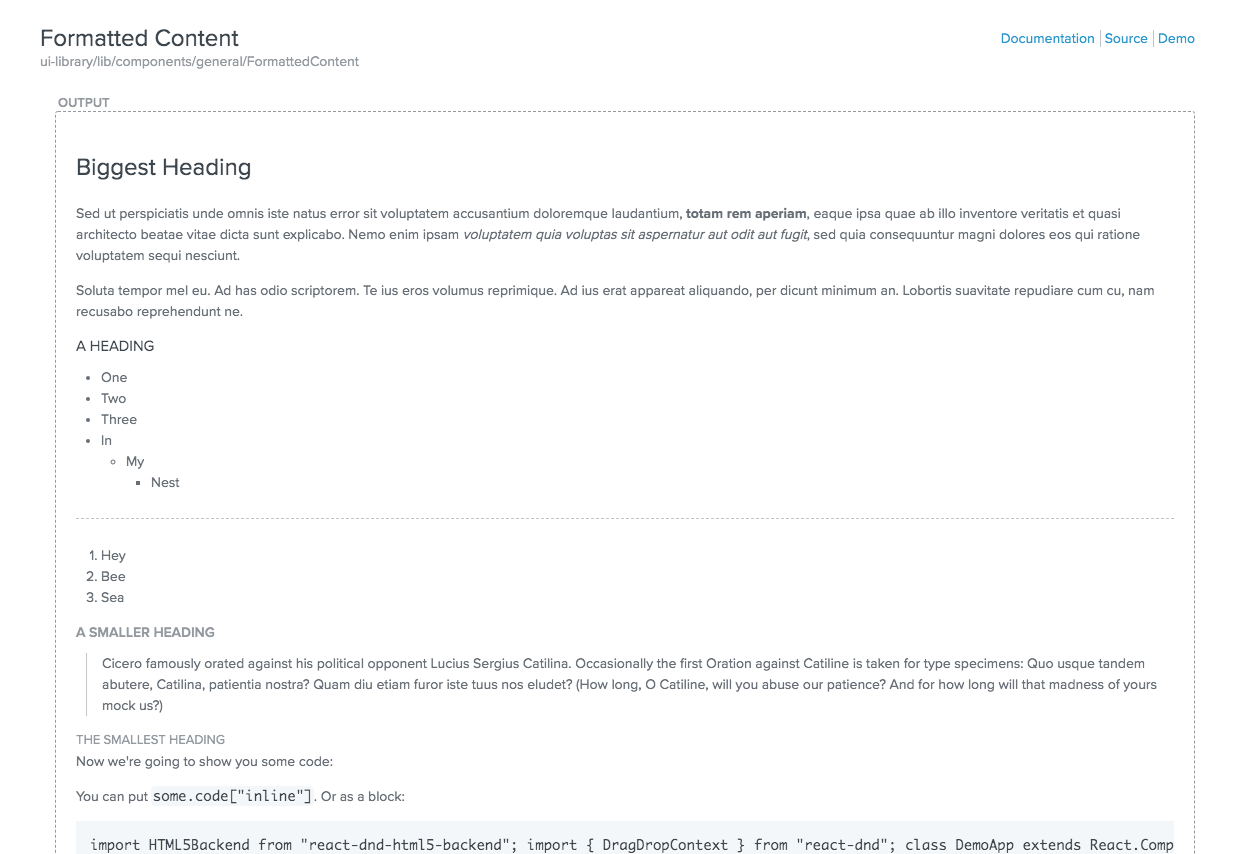 Formatted Content
Documentation Source Demo
ui-library/lib/components/general/FormattedContent
OUTPUT
Biggest Heading
Sed ut perspiciatis unde omnis iste natus error sit voluptatem accusantium doloremque laudantium, totam rem aperiam, eaque ipsa quae ab illo inventore veritatis et quasi
architecto beatae vitae dicta sunt explicabo. Nemo enim ipsam voluptatem quia voluptas sit aspernatur aut odit aut fugit, sed quia consequuntur magni dolores eos qui ratione
voluptatem sequi nesciunt.
Soluta tempor mel eu. Ad has odio scriptorem. Te ius eros volumus reprimique. Ad ius erat appareat aliquando, per dicunt minimum an. Lobortis suavitate repudiare cum cu, nam
recusabo reprehendunt ne.
A HEADING
• One
• Two
• Three
• In
◦ My
▪ Nest
1. Hey
2. Bee
3. Sea
A SMALLER HEADING
Cicero famously orated against his political opponent Lucius Sergius Catilina. Occasionally the first Oration against Catiline is taken for type specimens: Quo usque tandem
abutere, Catilina, patientia nostra? Quam diu etiam furor iste tuus nos eludet? (How long, O Catiline, will you abuse our patience? And for how long will that madness of yours
mock us?)
THE SMALLEST HEADING
Now we're going to show you some code:
You can put some.code["inline"]. Or as a block:
import HTML5Backend from "react-dnd-html5-backend"; import { DragDropContext } from "react-dnd"; class DemoApp extends React.Comp